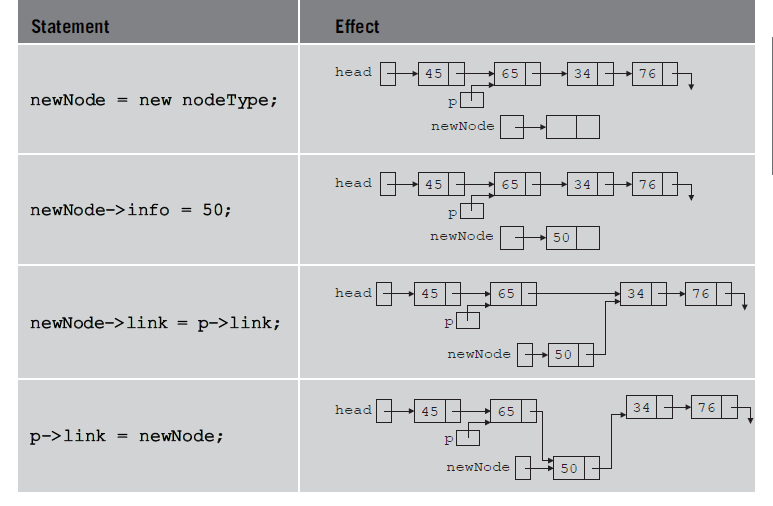 Statement Effect
newNode = new nodeType;
head 45 65 34 76
p
newNode
newNode->info = 50;
head 45 65 34 76
p
newNode 50
newNode->link = p->link;
head 45 65 34 76
p
newNode 50
p->link = newNode;
head 45 65 34 76
p
newNode 50